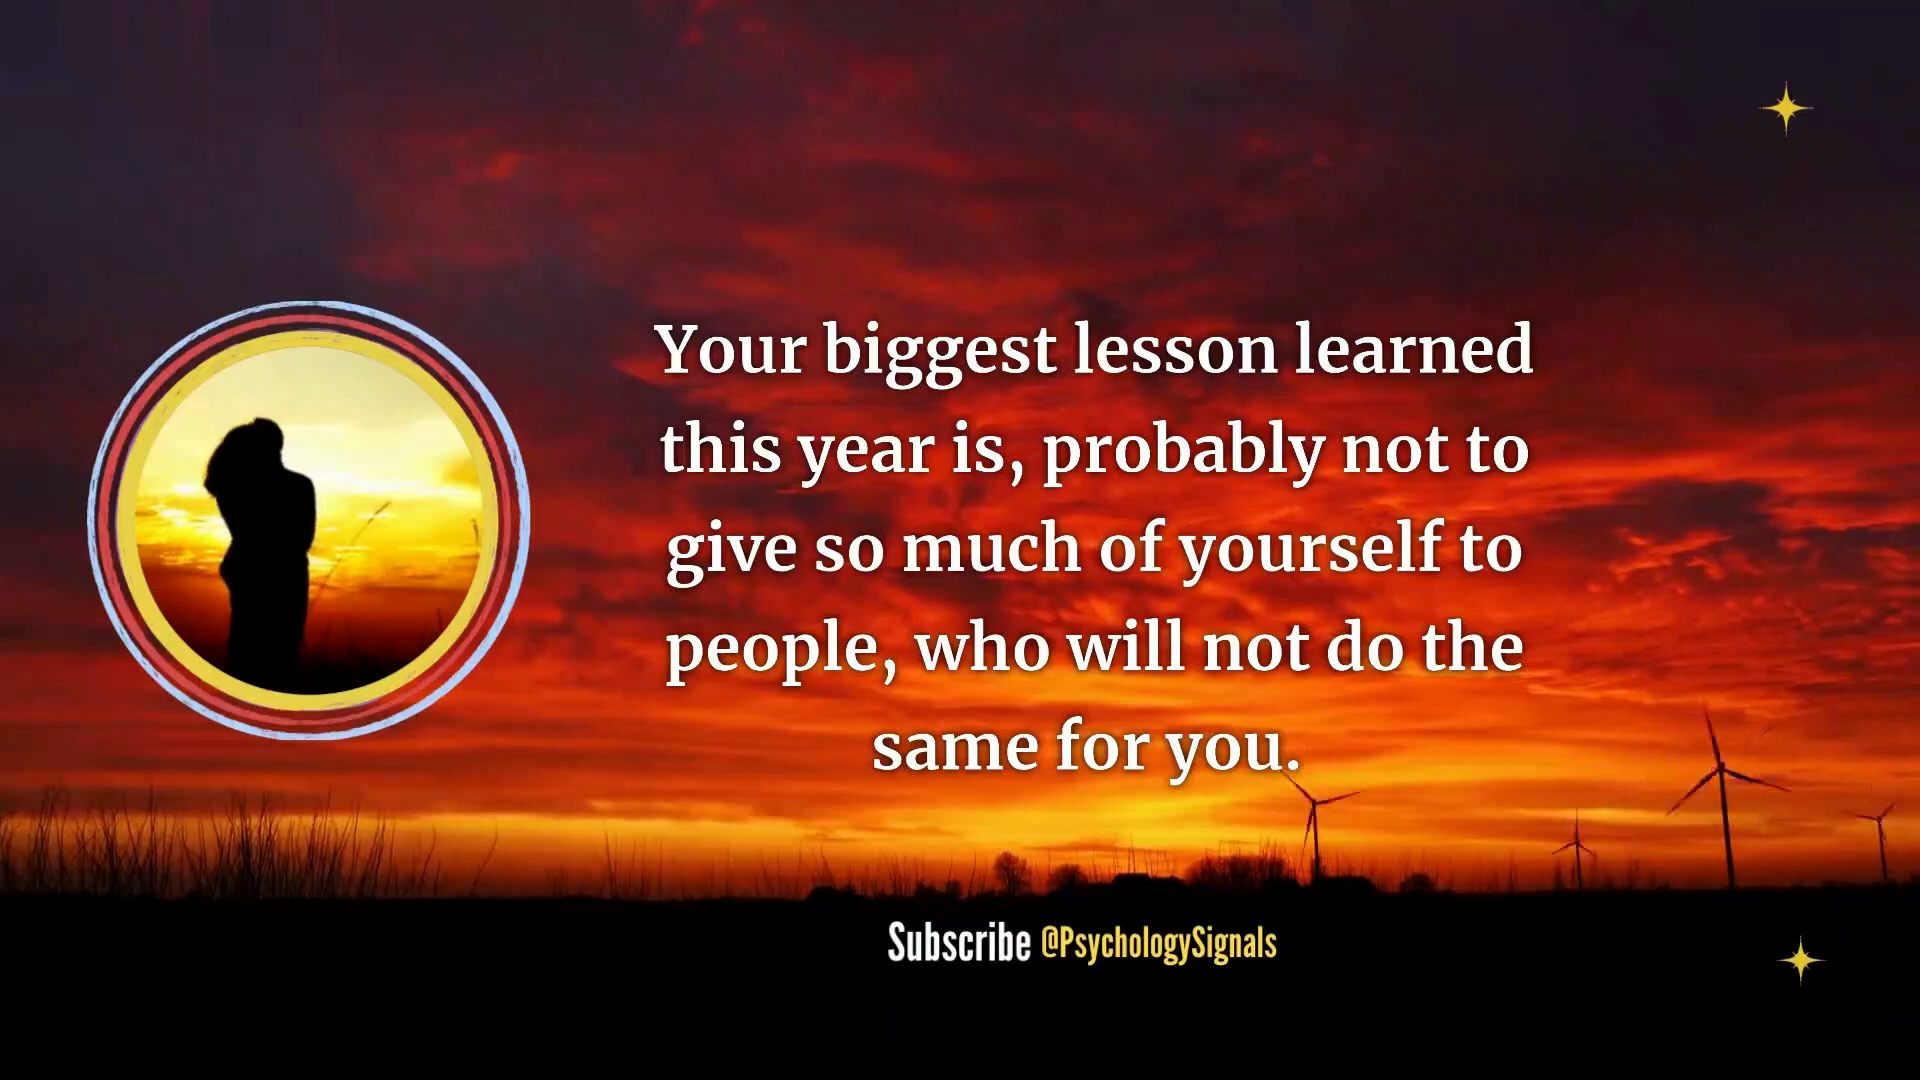 Your biggest lesson learned
this year is, probably not to
give so much of yourself to
people, who will not do the
same for you.
Subscribe @PsychologySignals